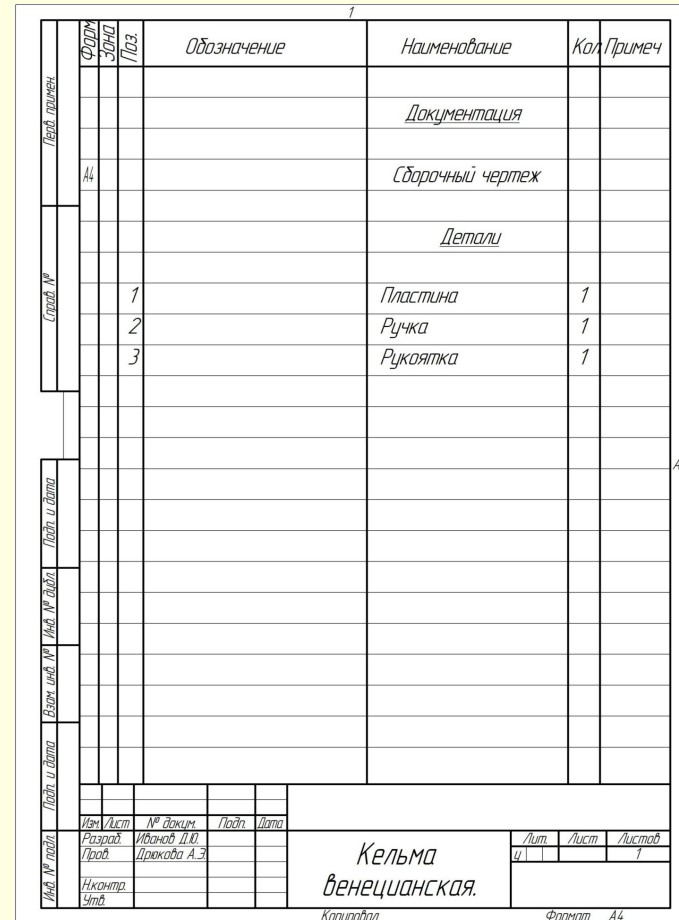 1
Форм
Зона
Поз.
Обозначение
Наименование
Кол
Примеч
Документация
А4 Сборочный чертеж
Детали
1 Пластина 1
2 Ручка 1
3 Рукоятка 1
Перв. примен.
Справ. №
Подп. и дата
Инв. № дубл.
Взам. инв. №
Подп. и дата
Инв. № подл.
Изм. Лист № докум. Подп. Дата
Разраб. Иванов Д.Ю.
Пров. Дрюкова А.Э.
Н.контр.
Утв.
Кельма
венецианская.
Лит. Лист Листов
у 1
Копировал Формат А4